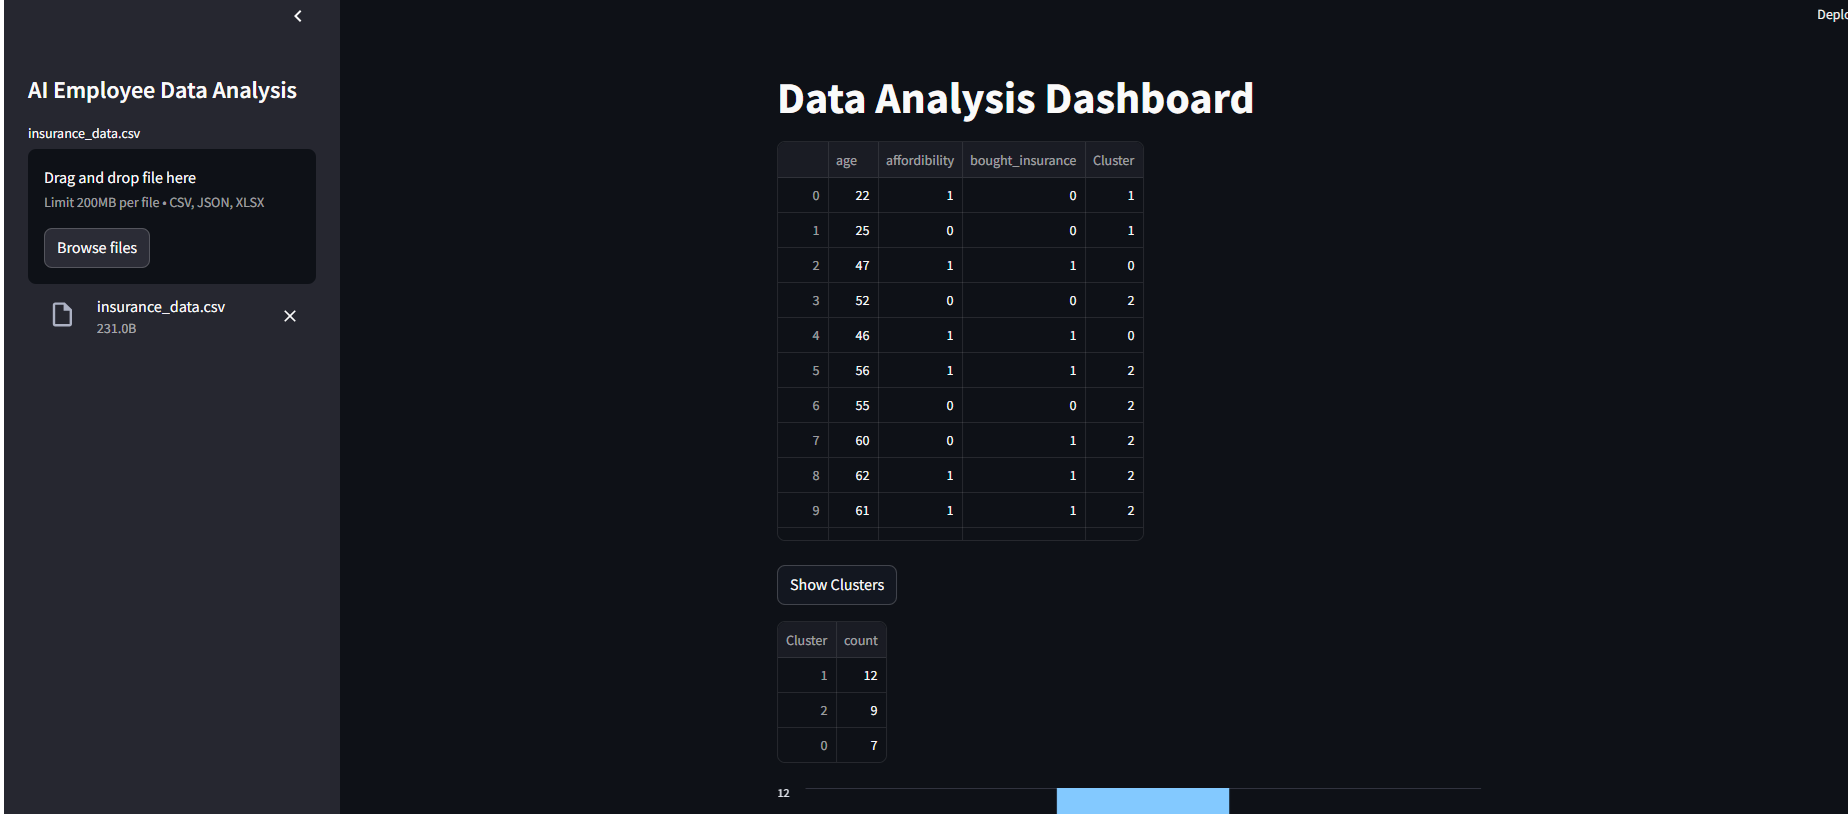 Deplo
AI Employee Data Analysis
insurance_data.csv
Drag and drop file here
Limit 200MB per file • CSV, JSON, XLSX
Browse files
insurance_data.csv
231.0B
Data Analysis Dashboard
age affordibility bought_insurance Cluster
0 22 1 0 1
1 25 0 0 1
2 47 1 1 0
3 52 0 0 2
4 46 1 1 0
5 56 1 1 2
6 55 0 0 2
7 60 0 1 2
8 62 1 1 2
9 61 1 1 2
Show Clusters
Cluster count
1 12
2 9
0 7
12